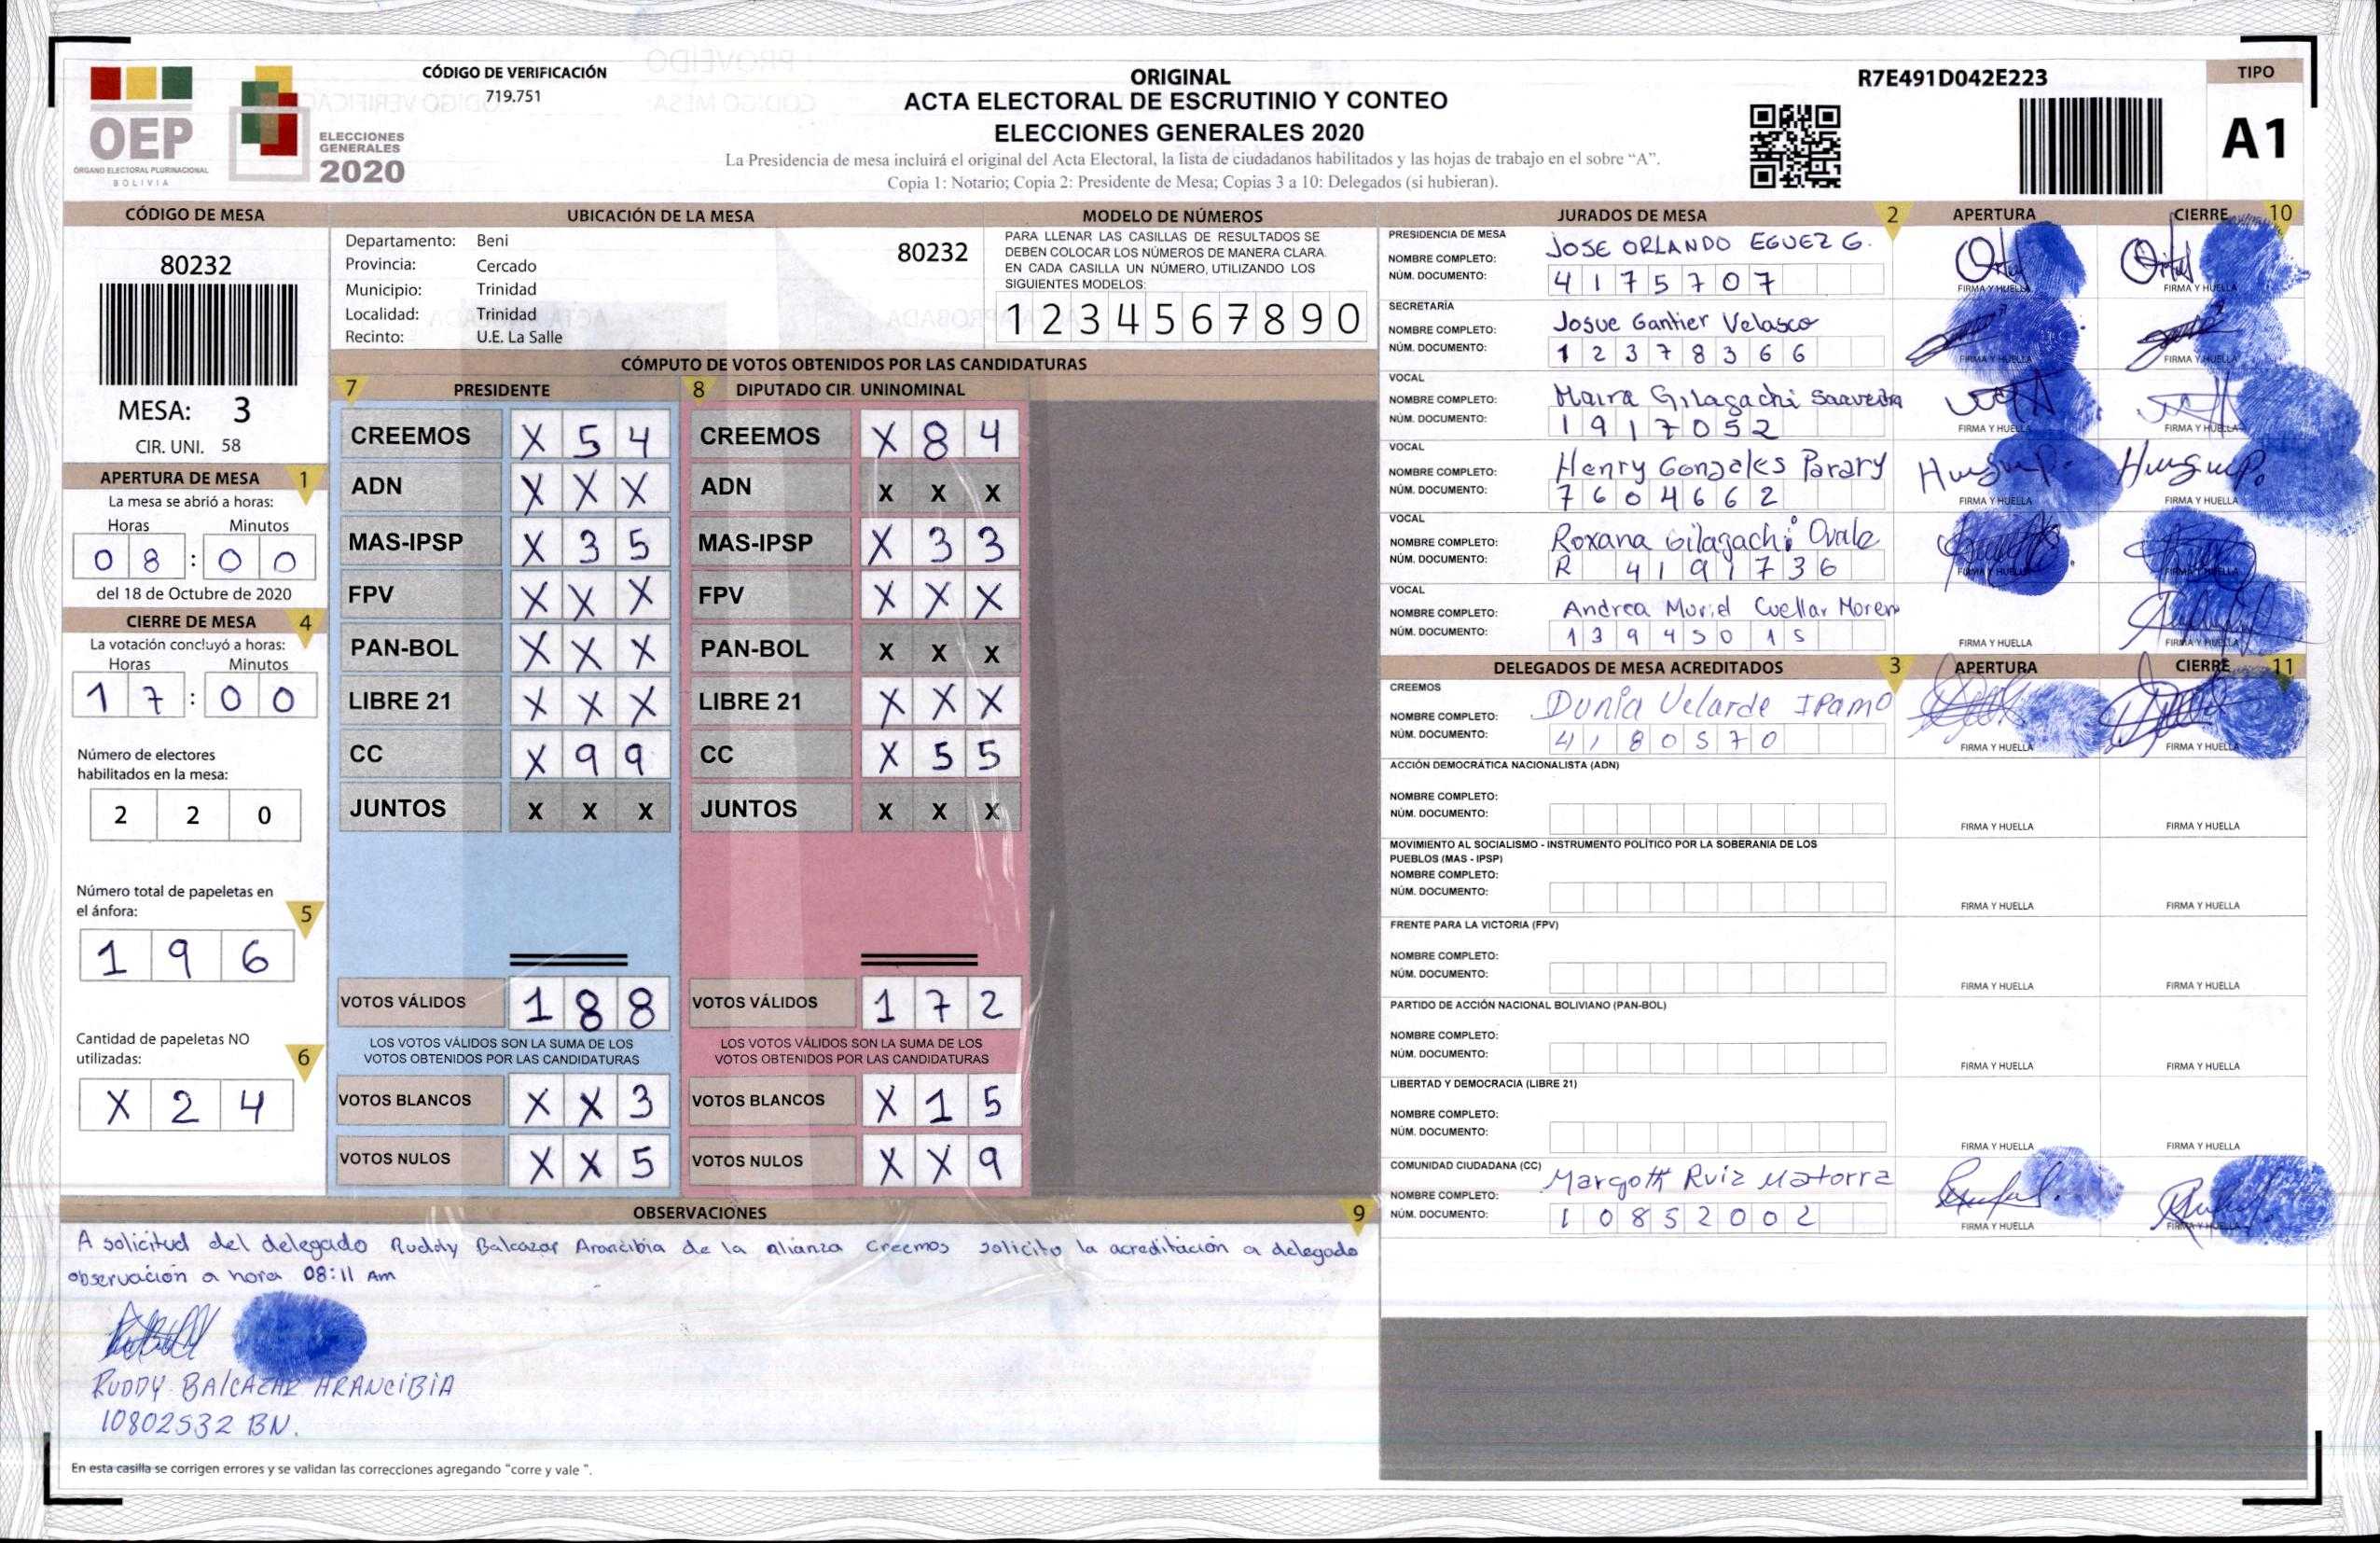 OEP
ÓRGANO ELECTORAL PLURINACIONAL
BOLIVIA
ELECCIONES
GENERALES
2020
CÓDIGO DE VERIFICACIÓN
719.751
ORIGINAL
ACTA ELECTORAL DE ESCRUTINIO Y CONTEO
ELECCIONES GENERALES 2020
La Presidencia de mesa incluirá el original del Acta Electoral, la lista de ciudadanos habilitados y las hojas de trabajo en el sobre “A”.
Copia 1: Notario; Copia 2: Presidente de Mesa; Copias 3 a 10: Delegados (si hubieran).
R7E491D042E223
TIPO
A1
CÓDIGO DE MESA
80232
MESA: 3
CIR. UNI. 58
APERTURA DE MESA 1
La mesa se abrió a horas:
Horas Minutos
0 8 : 0 0
del 18 de Octubre de 2020
CIERRE DE MESA 4
La votación concluyó a horas:
Horas Minutos
1 7 : 0 0
Número de electores
habilitados en la mesa:
2 2 0
Número total de papeletas en
el ánfora: 5
1 9 6
Cantidad de papeletas NO
utilizadas: 6
X 2 4
UBICACIÓN DE LA MESA
Departamento: Beni 80232
Provincia: Cercado
Municipio: Trinidad
Localidad: Trinidad
Recinto: U.E. La Salle
MODELO DE NÚMEROS
PARA LLENAR LAS CASILLAS DE RESULTADOS SE
DEBEN COLOCAR LOS NÚMEROS DE MANERA CLARA.
EN CADA CASILLA UN NÚMERO, UTILIZANDO LOS
SIGUIENTES MODELOS:
1 2 3 4 5 6 7 8 9 0
CÓMPUTO DE VOTOS OBTENIDOS POR LAS CANDIDATURAS
7 PRESIDENTE 8 DIPUTADO CIR. UNINOMINAL
CREEMOS X 5 4 CREEMOS X 8 4
ADN X X X ADN X X X
MAS-IPSP X 3 5 MAS-IPSP X 3 3
FPV X X X FPV X X X
PAN-BOL X X X PAN-BOL X X X
LIBRE 21 X X X LIBRE 21 X X X
CC X 9 9 CC X 5 5
JUNTOS X X X JUNTOS X X X
VOTOS VÁLIDOS 1 8 8 VOTOS VÁLIDOS 1 7 2
LOS VOTOS VÁLIDOS SON LA SUMA DE LOS LOS VOTOS VÁLIDOS SON LA SUMA DE LOS
VOTOS OBTENIDOS POR LAS CANDIDATURAS VOTOS OBTENIDOS POR LAS CANDIDATURAS
VOTOS BLANCOS X X 3 VOTOS BLANCOS X 1 5
VOTOS NULOS X X 5 VOTOS NULOS X X 9
JURADOS DE MESA 2 APERTURA CIERRE 10
PRESIDENCIA DE MESA
NOMBRE COMPLETO: JOSE ORLANDO EGUEZ G.
NÚM. DOCUMENTO: 4 1 7 5 7 0 7 FIRMA Y HUELLA FIRMA Y HUELLA
SECRETARÍA
NOMBRE COMPLETO: Josue Gantier Velasco
NÚM. DOCUMENTO: 1 2 3 7 8 3 6 6 FIRMA Y HUELLA FIRMA Y HUELLA
VOCAL
NOMBRE COMPLETO: Maira Gilagachi Saavedra
NÚM. DOCUMENTO: 1 9 1 7 0 5 2 FIRMA Y HUELLA FIRMA Y HUELLA
VOCAL
NOMBRE COMPLETO: Henry Gonzales Parary
NÚM. DOCUMENTO: 7 6 0 4 6 6 2 FIRMA Y HUELLA FIRMA Y HUELLA
VOCAL
NOMBRE COMPLETO: Roxana Gilagachi Ovale
NÚM. DOCUMENTO: R 4 1 9 1 7 3 6 FIRMA Y HUELLA FIRMA Y HUELLA
VOCAL
NOMBRE COMPLETO: Andrea Cuellar Moreno
NÚM. DOCUMENTO: 1 3 9 4 5 0 1 5 FIRMA Y HUELLA FIRMA Y HUELLA
DELEGADOS DE MESA ACREDITADOS 3 APERTURA CIERRE 11
CREEMOS
NOMBRE COMPLETO: Dunia Velarde IPAMO
NÚM. DOCUMENTO: 4 1 8 0 5 7 0 FIRMA Y HUELLA FIRMA Y HUELLA
ACCIÓN DEMOCRÁTICA NACIONALISTA (ADN)
NOMBRE COMPLETO:
NÚM. DOCUMENTO: FIRMA Y HUELLA FIRMA Y HUELLA
MOVIMIENTO AL SOCIALISMO - INSTRUMENTO POLÍTICO POR LA SOBERANIA DE LOS
PUEBLOS (MAS - IPSP)
NOMBRE COMPLETO:
NÚM. DOCUMENTO: FIRMA Y HUELLA FIRMA Y HUELLA
FRENTE PARA LA VICTORIA (FPV)
NOMBRE COMPLETO:
NÚM. DOCUMENTO: FIRMA Y HUELLA FIRMA Y HUELLA
PARTIDO DE ACCIÓN NACIONAL BOLIVIANO (PAN-BOL)
NOMBRE COMPLETO:
NÚM. DOCUMENTO: FIRMA Y HUELLA FIRMA Y HUELLA
LIBERTAD Y DEMOCRACIA (LIBRE 21)
NOMBRE COMPLETO:
NÚM. DOCUMENTO: FIRMA Y HUELLA FIRMA Y HUELLA
COMUNIDAD CIUDADANA (CC)
NOMBRE COMPLETO: Margoth Ruiz Matorra
NÚM. DOCUMENTO: 1 0 8 5 2 0 0 2 FIRMA Y HUELLA FIRMA Y HUELLA
OBSERVACIONES 9
A solicitud del delegado Ruddy Balcazar Arancibia de la alianza Creemos solicito la acreditación a delegado
observación a hora 08:11 Am
RUDDY BALCAZAR ARANCIBIA
10802532 BN.
En esta casilla se corrigen errores y se validan las correcciones agregando “corre y vale ”.